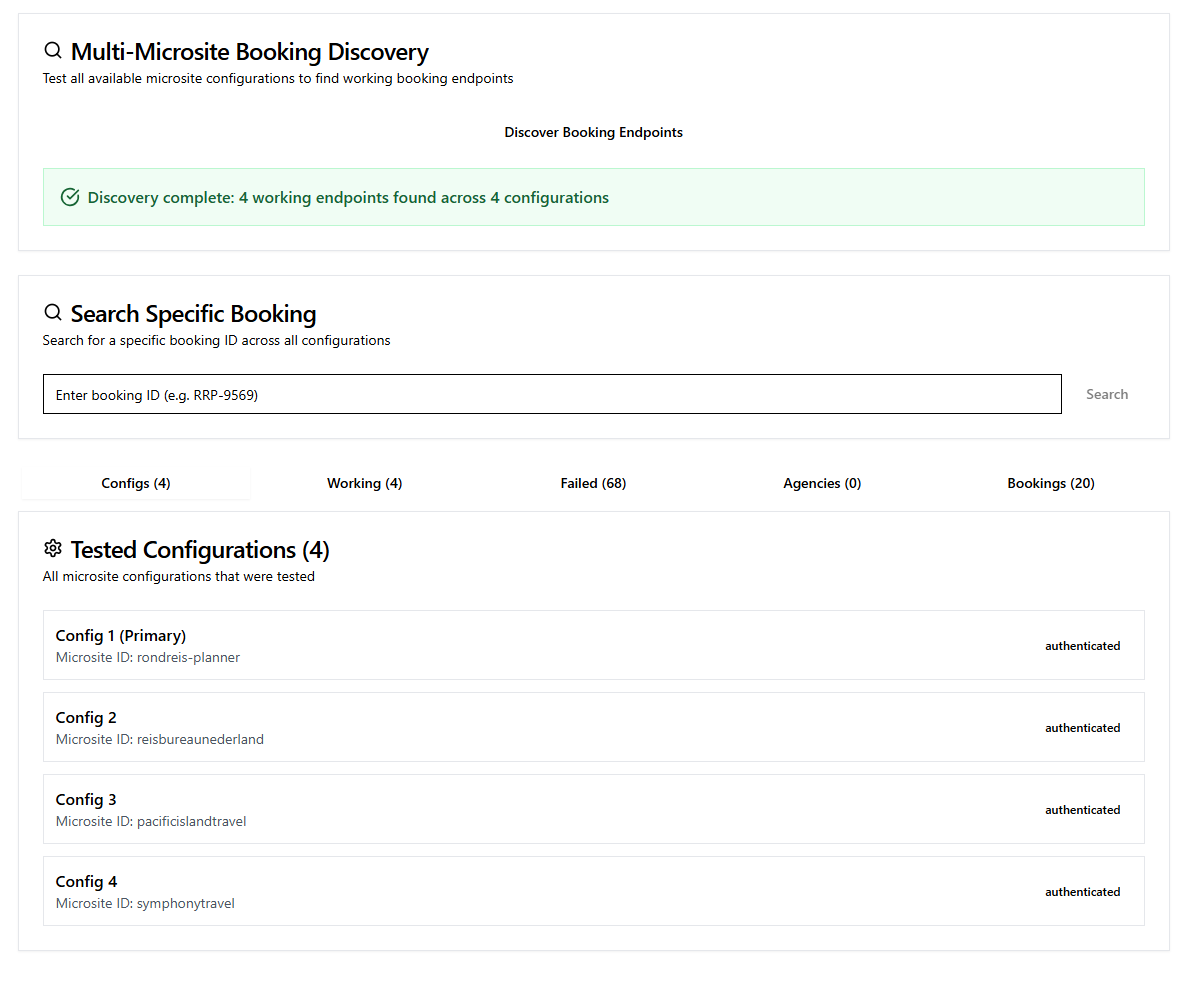 Multi-Microsite Booking Discovery
Test all available microsite configurations to find working booking endpoints
Discover Booking Endpoints
Discovery complete: 4 working endpoints found across 4 configurations
Search Specific Booking
Search for a specific booking ID across all configurations
Enter booking ID (e.g. RRP-9569)
Search
Configs (4)
Working (4)
Failed (68)
Agencies (0)
Bookings (20)
Tested Configurations (4)
All microsite configurations that were tested
Config 1 (Primary)
Microsite ID: rondreis-planner
authenticated
Config 2
Microsite ID: reisbureaunederland
authenticated
Config 3
Microsite ID: pacificislandtravel
authenticated
Config 4
Microsite ID: symphonytravel
authenticated